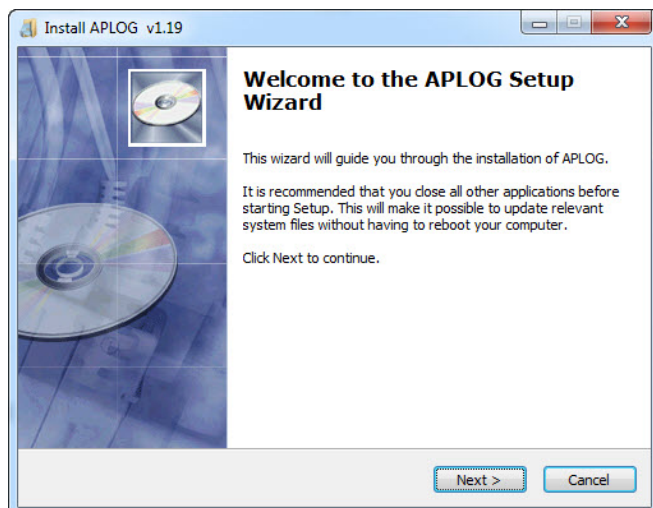 Install APLOG v1.19
Welcome to the APLOG Setup
Wizard
This wizard will guide you through the installation of APLOG.
It is recommended that you close all other applications before
starting Setup. This will make it possible to update relevant
system files without having to reboot your computer.
Click Next to continue.
Next >
Cancel